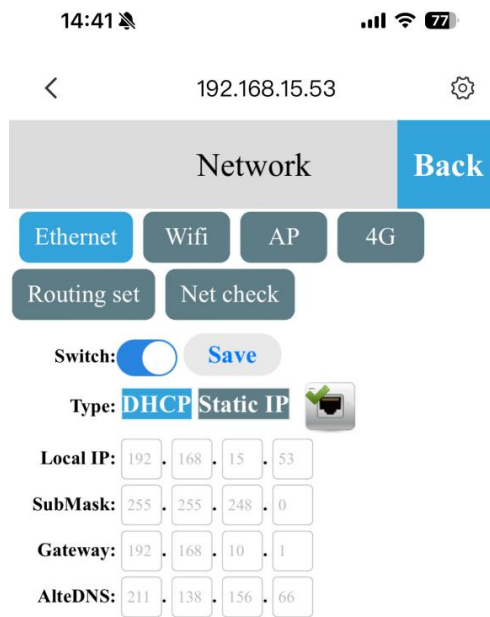 14:41 77
192.168.15.53
Network Back
Ethernet Wifi AP 4G
Routing set Net check
Switch: Save
Type: DHCP Static IP
Local IP: 192 . 168 . 15 . 53
SubMask: 255 . 255 . 248 . 0
Gateway: 192 . 168 . 10 . 1
AlteDNS: 211 . 138 . 156 . 66